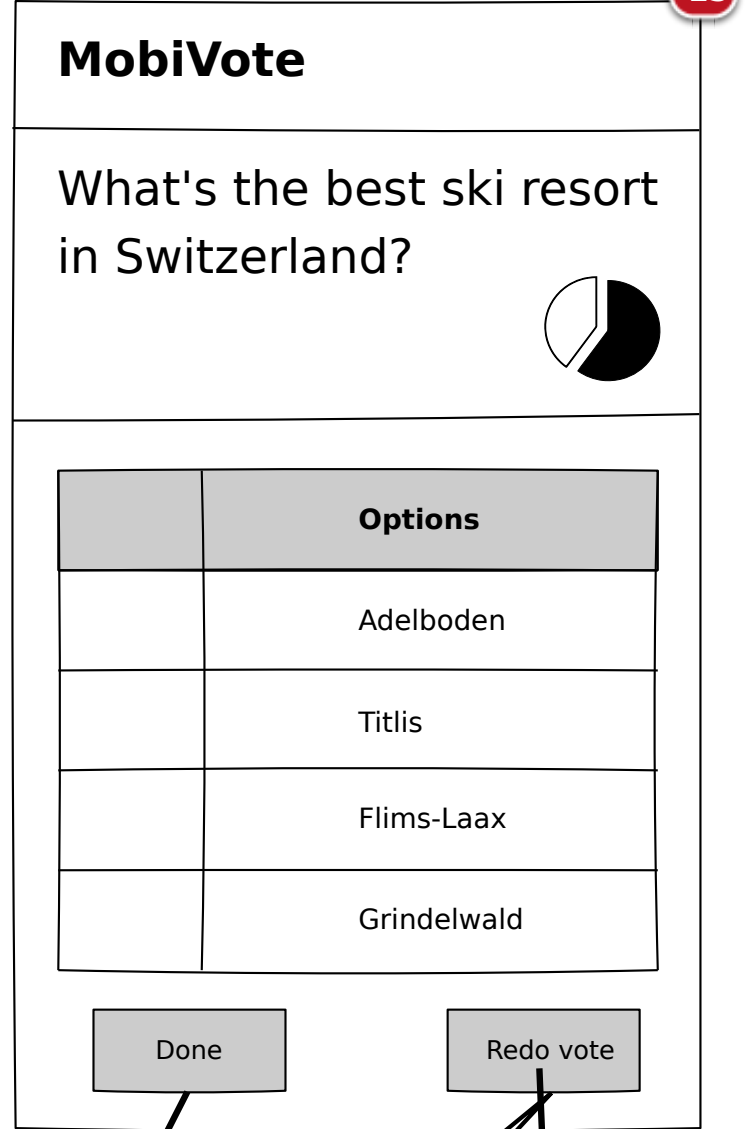 MobiVote
What's the best ski resort
in Switzerland?
Options
Adelboden
Titlis
Flims-Laax
Grindelwald
Done
Redo vote